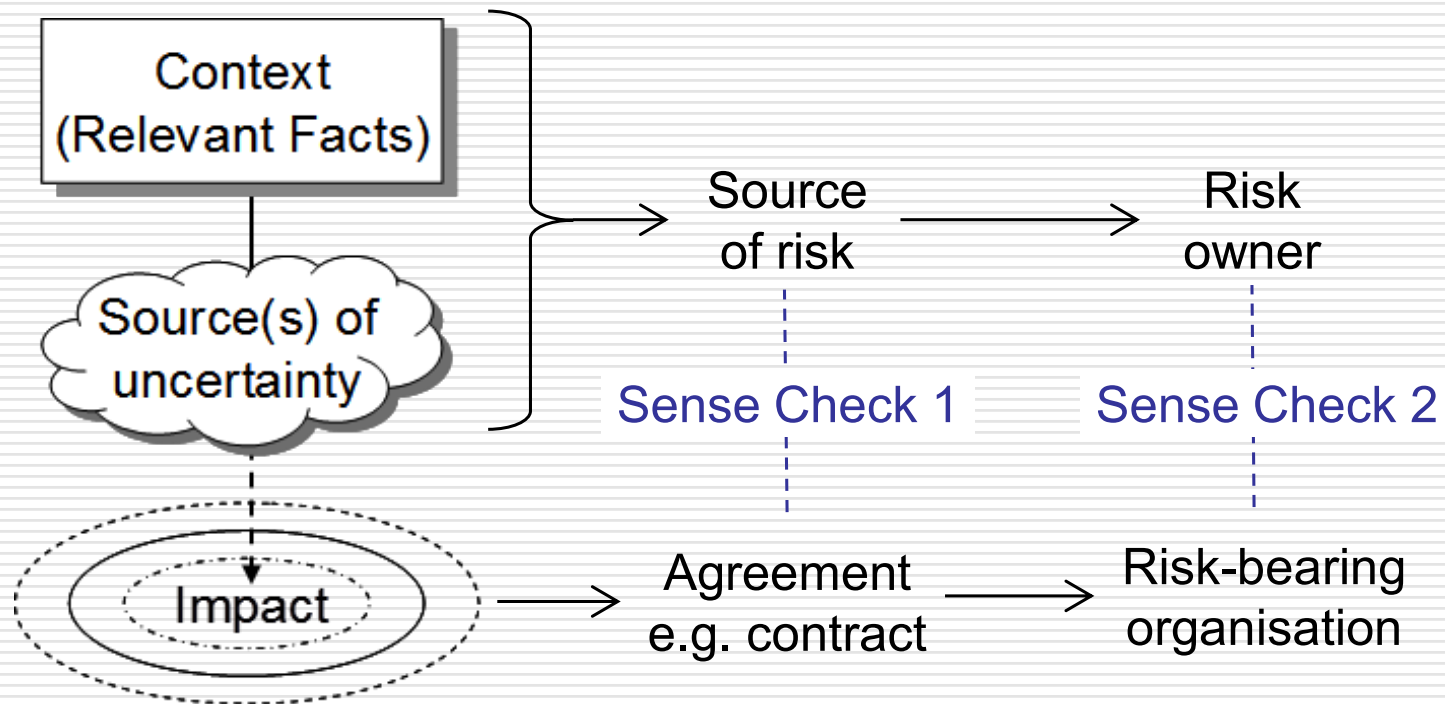 Context
(Relevant Facts)
Source(s) of
uncertainty
Impact
Source
of risk
Risk
owner
Sense Check 1
Sense Check 2
Agreement
e.g. contract
Risk-bearing
organisation